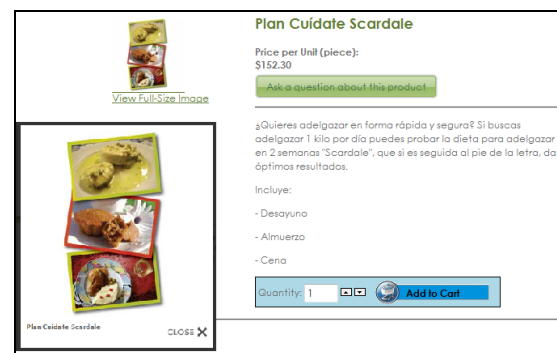 Plan Cuídate Scardale
Price per Unit (piece):
$152.30
Ask a question about this product
View Full-Size Image
¿Quieres adelgazar en forma rápida y segura? Si buscas
adelgazar 1 kilo por día puedes probar la dieta para adelgazar
en 2 semanas "Scardale", que si es seguida al pie de la letra, da
óptimos resultados.
Incluye:
- Desayuno
- Almuerzo
- Cena
Quantity: 1
Add to Cart
Plan Cuídate Scardale
CLOSE X